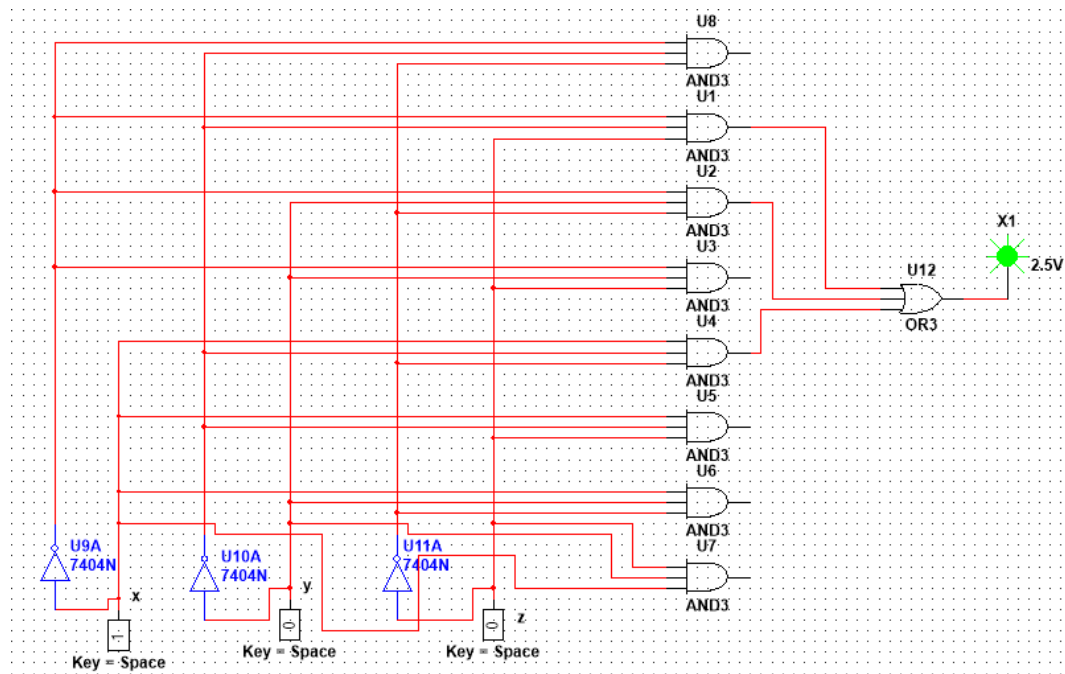 U8
AND3
U1
AND3
U2
AND3
U3
AND3
U4
AND3
U5
AND3
U6
AND3
U7
AND3
X1
2.5V
U12
OR3
U9A
7404N
U10A
7404N
U11A
7404N
x
y
z
1
0
0
Key = Space
Key = Space
Key = Space